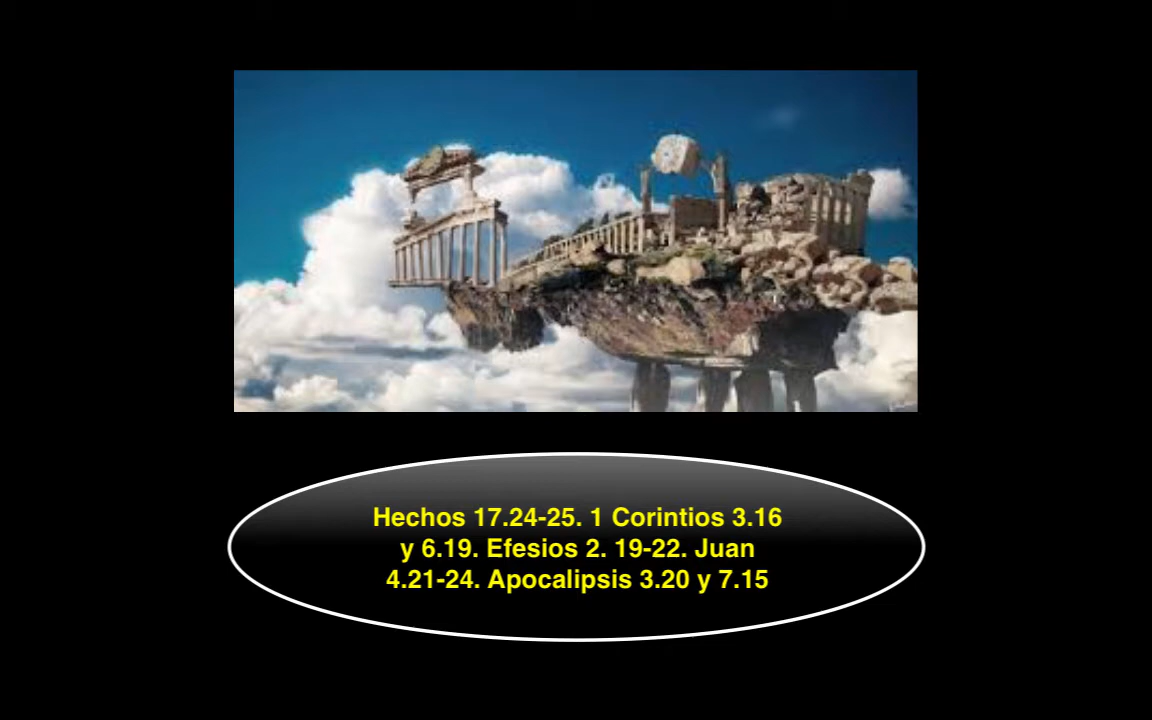 Hechos 17.24-25. 1 Corintios 3.16
y 6.19. Efesios 2. 19-22. Juan
4.21-24. Apocalipsis 3.20 y 7.15